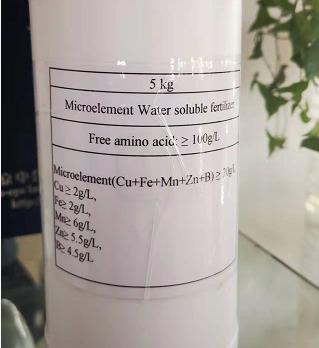 5 kg
Microelement Water soluble fertilizer
Free amino acid: ≥ 100g/L
Microelement(Cu+Fe+Mn+Zn+B) ≥ 20g/L
Cu ≥ 2g/L,
Fe≥ 2g/L,
Mn≥ 6g/L,
Zn≥ 5.5g/L,
B≥ 4.5g/L